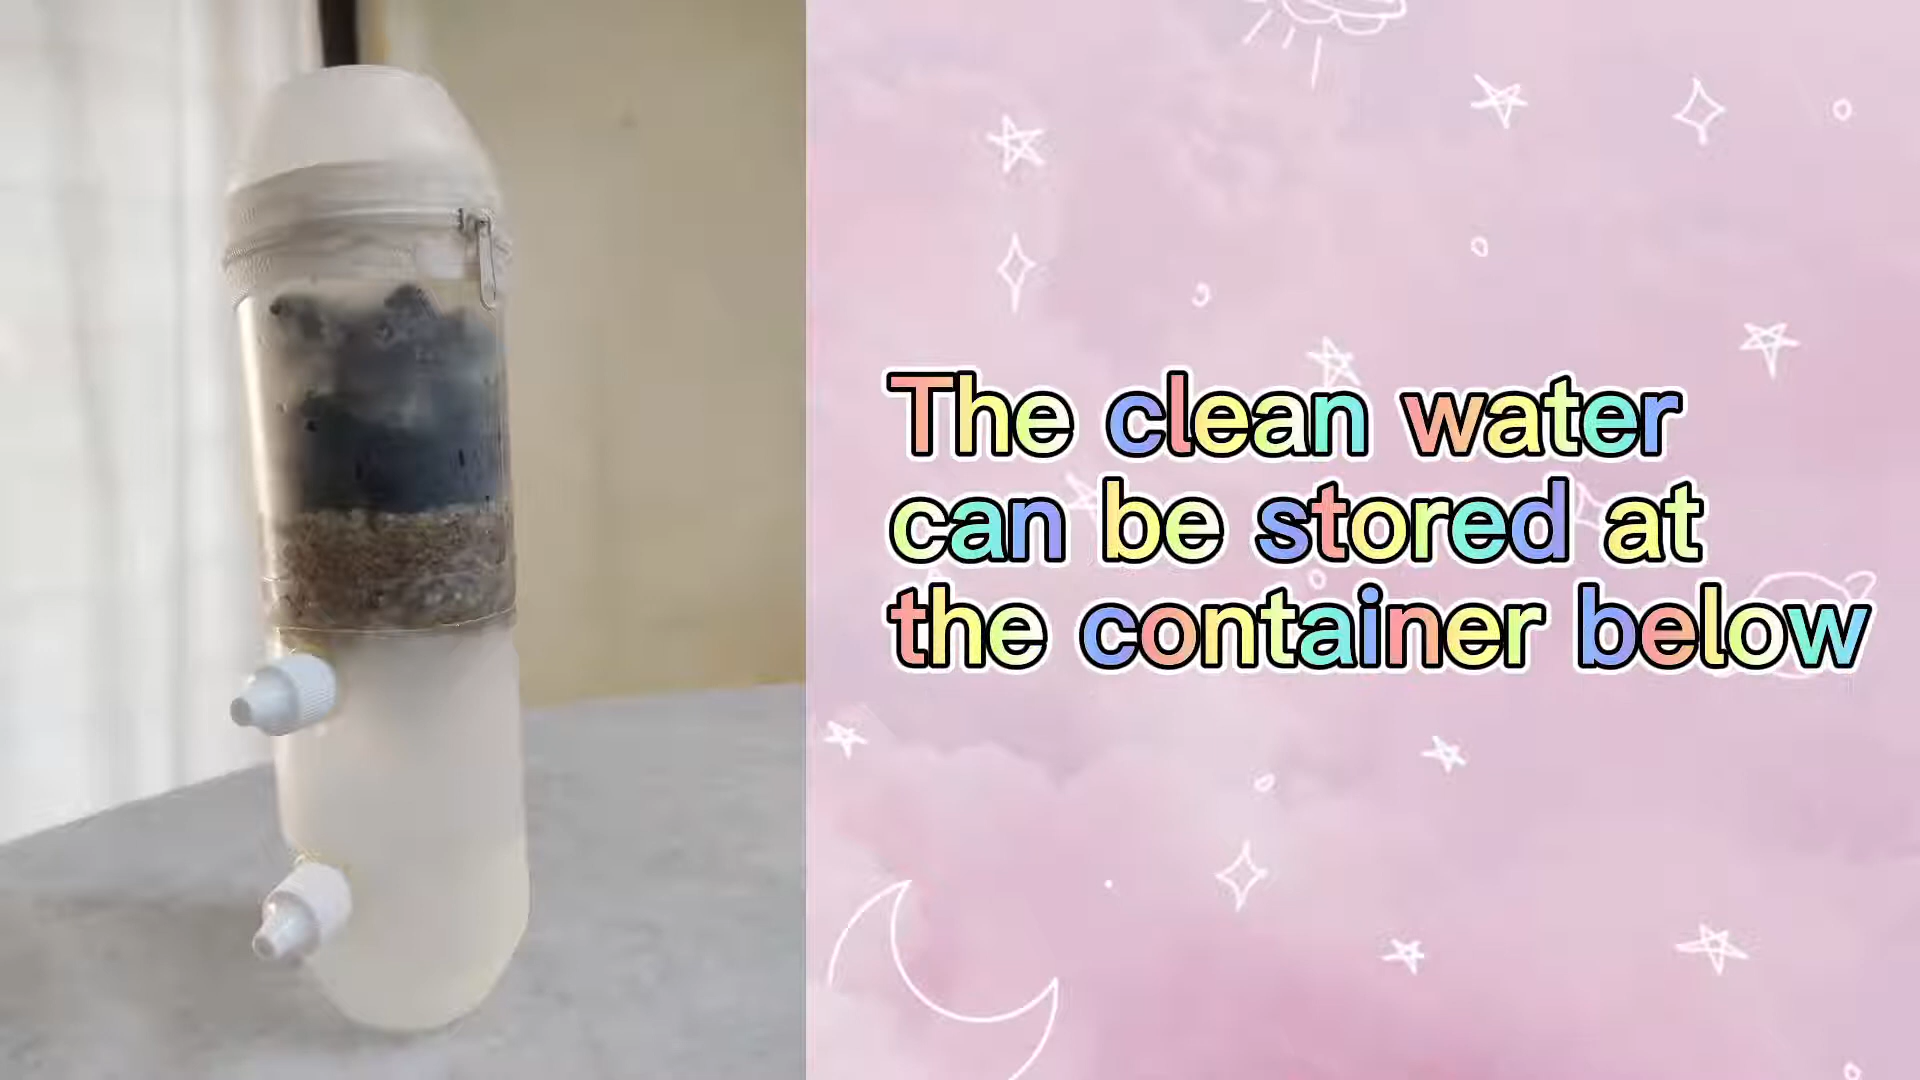 The clean water
can be stored at
the container below